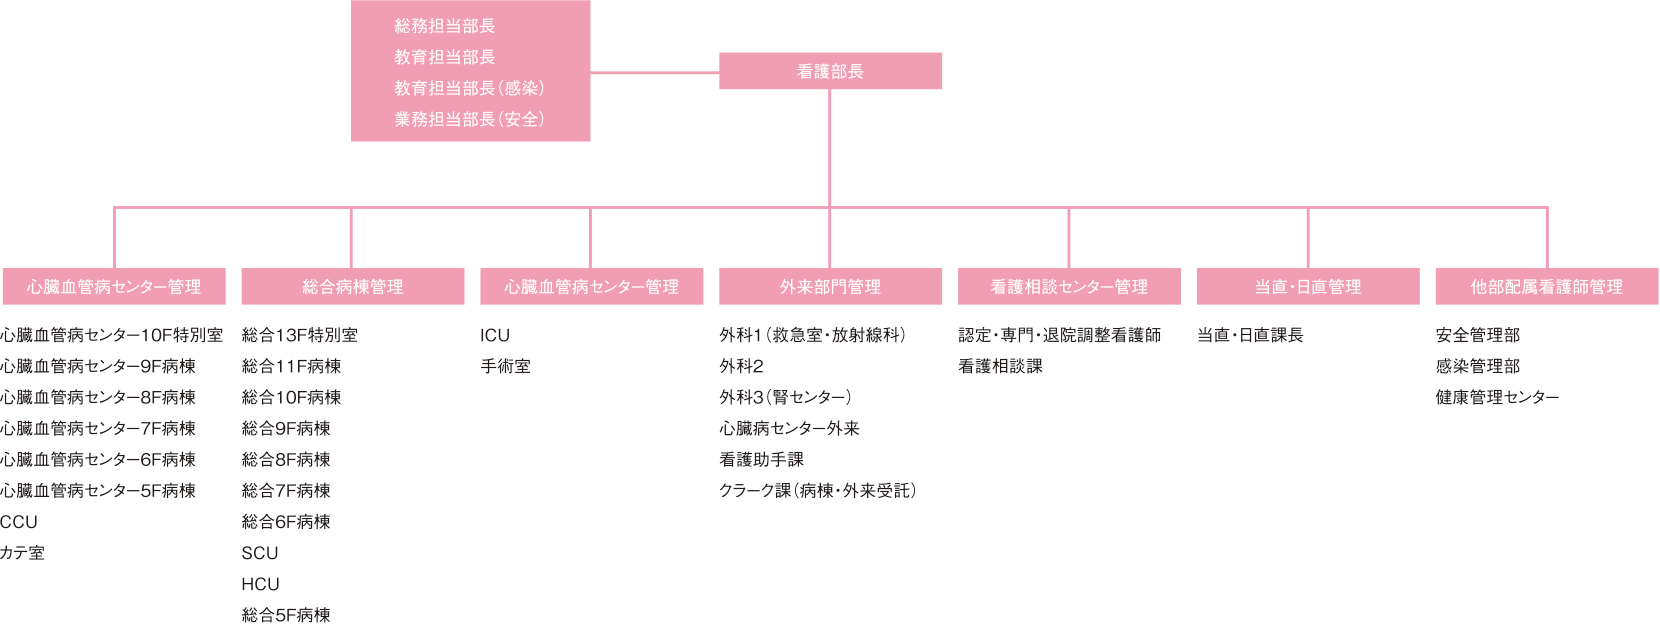 総務担当部長
教育担当部長
教育担当部長（感染）
業務担当部長（安全）
看護部長
心臓血管病センター管理
心臓血管病センター10F特別室
心臓血管病センター9F病棟
心臓血管病センター8F病棟
心臓血管病センター7F病棟
心臓血管病センター6F病棟
心臓血管病センター5F病棟
CCU
カテ室
総合病棟管理
総合13F特別室
総合11F病棟
総合10F病棟
総合9F病棟
総合8F病棟
総合7F病棟
総合6F病棟
SCU
HCU
総合5F病棟
心臓血管病センター管理
ICU
手術室
外来部門管理
外科1（救急室・放射線科）
外科2
外科3（腎センター）
心臓病センター外来
看護助手課
クラーク課（病棟・外来受託）
看護相談センター管理
認定・専門・退院調整看護師
看護相談課
当直・日直管理
当直・日直課長
他部配属看護師管理
安全管理部
感染管理部
健康管理センター